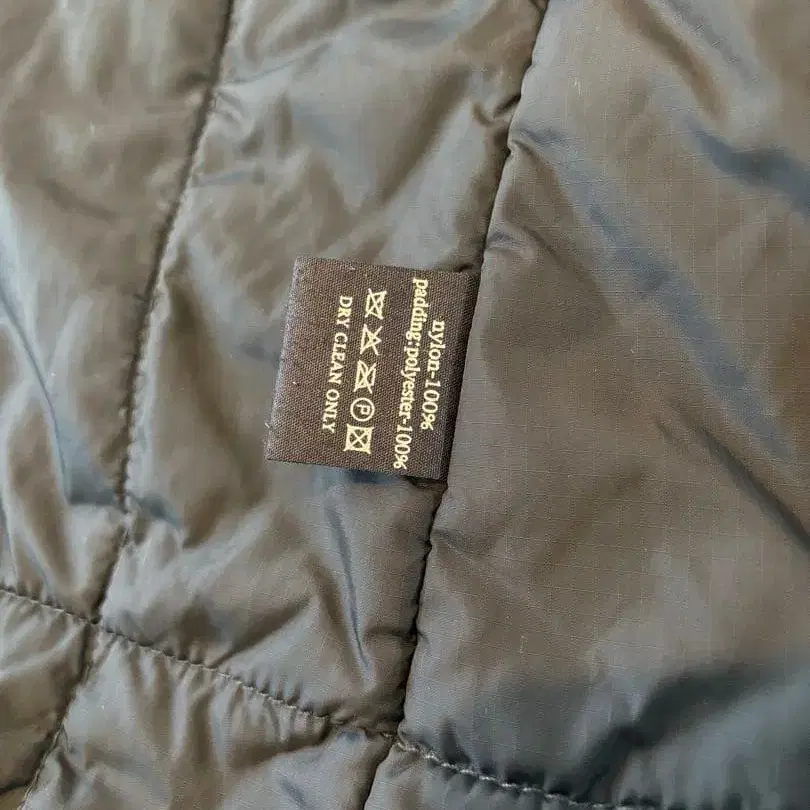 nylon-100%
padding:polyester-100%
P
DRY CLEAN ONLY